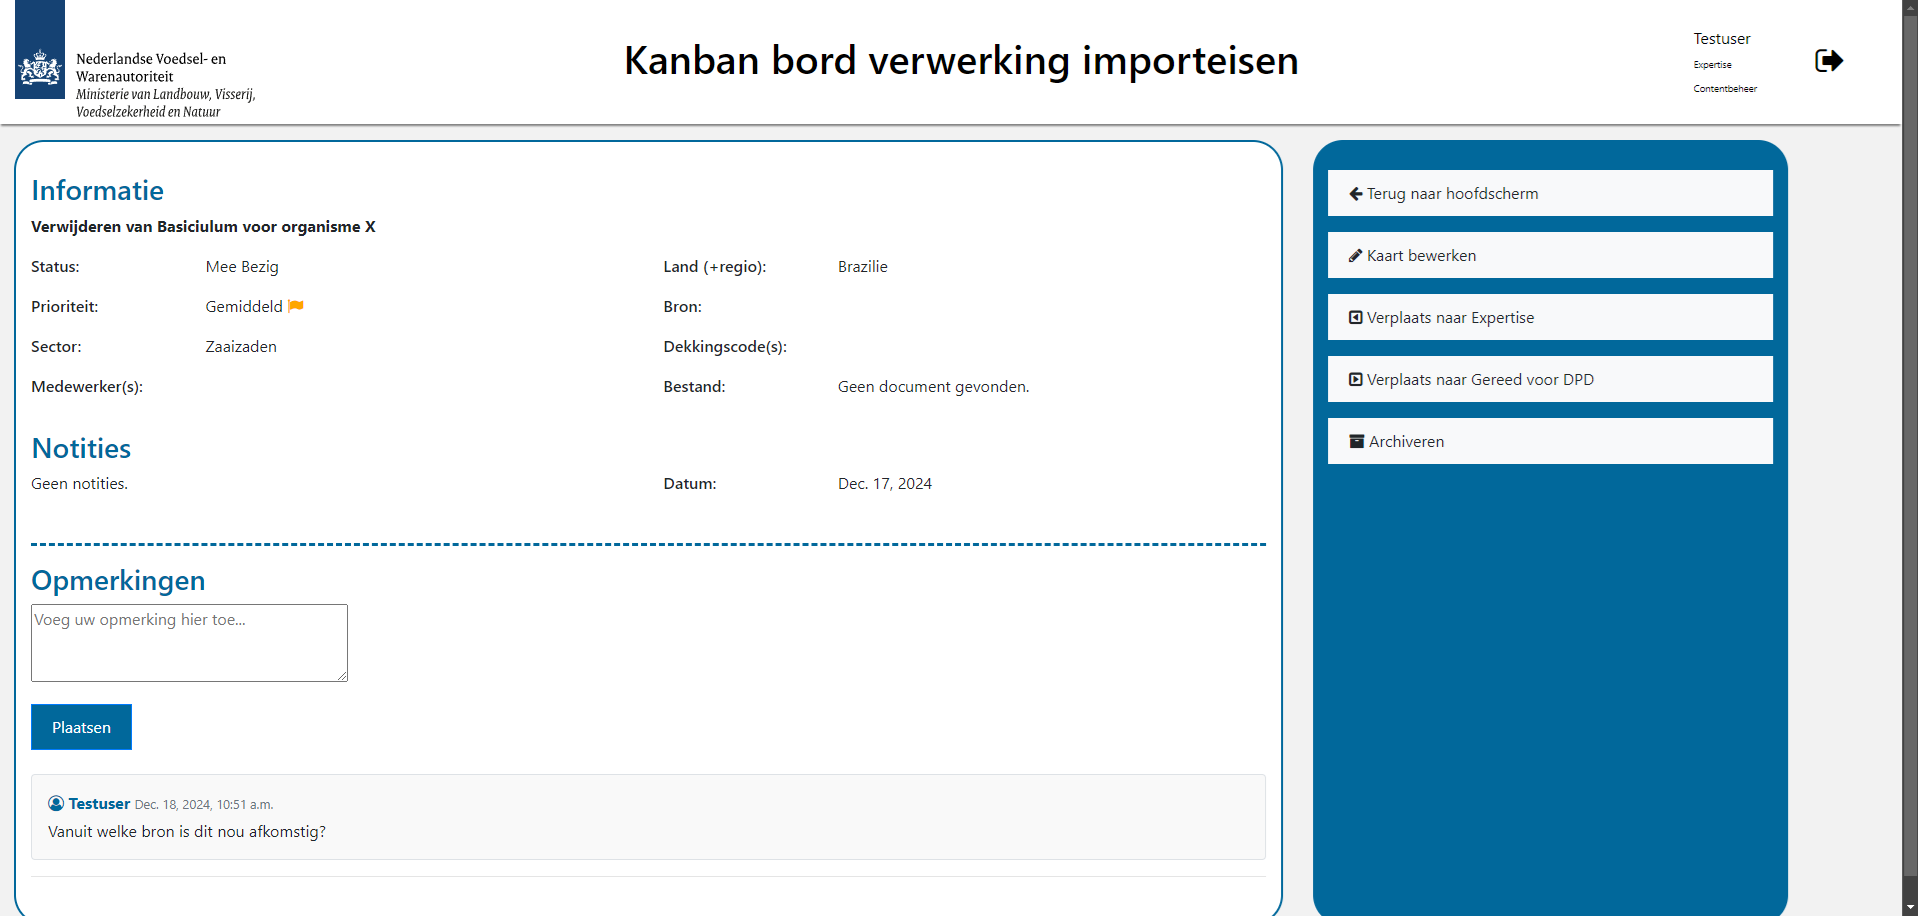 Nederlandse Voedsel- en
Warenautoriteit
Ministerie van Landbouw, Visserij,
Voedselzekerheid en Natuur
Kanban bord verwerking importeisen
Testuser
Expertise
Contentbeheer
Informatie
Verwijderen van Basiciulum voor organisme X
Status: Mee Bezig Land (+regio): Brazilie
Prioriteit: Gemiddeld Bron:
Sector: Zaaizaden Dekkingscode(s):
Medewerker(s): Bestand: Geen document gevonden.
Notities
Geen notities. Datum: Dec. 17, 2024
Opmerkingen
Voeg uw opmerking hier toe...
Plaatsen
Testuser Dec. 18, 2024, 10:51 a.m.
Vanuit welke bron is dit nou afkomstig?
Terug naar hoofdscherm
Kaart bewerken
Verplaats naar Expertise
Verplaats naar Gereed voor DPD
Archiveren